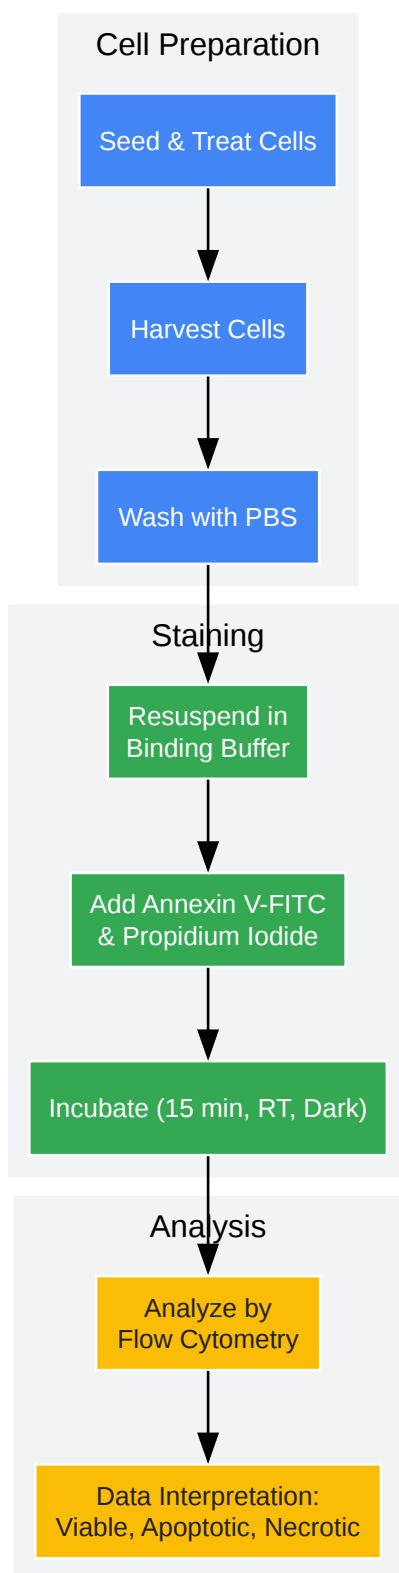 Cell Preparation
Seed & Treat Cells
Harvest Cells
Wash with PBS
Staining
Resuspend in
Binding Buffer
Add Annexin V-FITC
& Propidium Iodide
Incubate (15 min, RT, Dark)
Analysis
Analyze by
Flow Cytometry
Data Interpretation:
Viable, Apoptotic, Necrotic